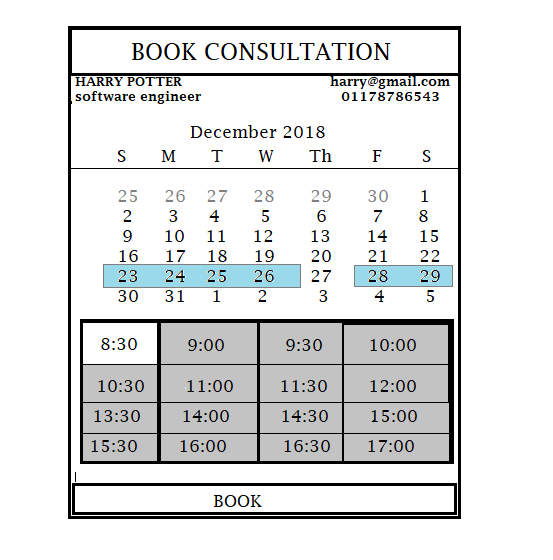 BOOK CONSULTATION
HARRY POTTER harry@gmail.com
software engineer 01178786543
December 2018
S M T W Th F S
25 26 27 28 29 30 1
2 3 4 5 6 7 8
9 10 11 12 13 14 15
16 17 18 19 20 21 22
23 24 25 26 27 28 29
30 31 1 2 3 4 5
8:30 9:00 9:30 10:00
10:30 11:00 11:30 12:00
13:30 14:00 14:30 15:00
15:30 16:00 16:30 17:00
BOOK